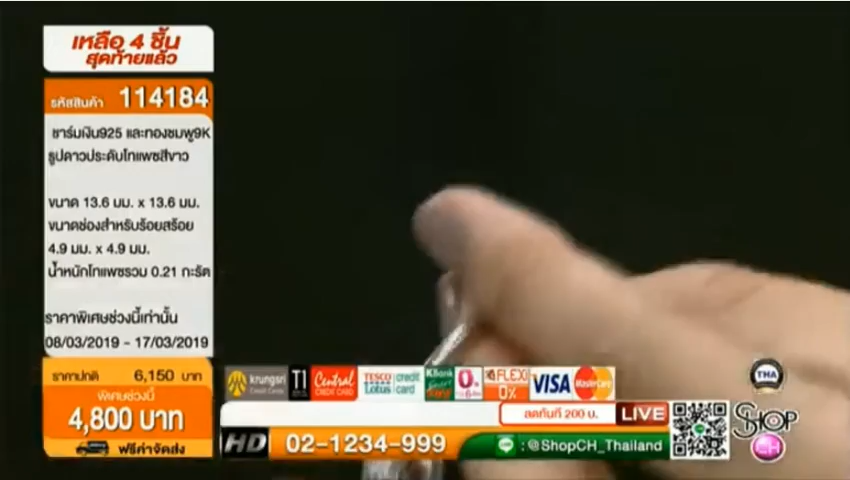 เหลือ 4 ชิ้น
สุดท้ายแล้ว
รหัสสินค้า 114184
ชาร์มเงิน925 และทองชมพู9K
รูปดาวประดับโทแพซสีขาว
ขนาด 13.6 มม. x 13.6 มม.
ขนาดช่องสำหรับร้อยสร้อย
4.9 มม. x 4.9 มม.
น้ำหนักโทแพซรวม 0.21 กะรัต
ราคาพิเศษช่วงนี้เท่านั้น
08/03/2019 - 17/03/2019
ราคาปกติ 6,150 บาท
พิเศษช่วงนี้
4,800 บาท
ฟรีค่าจัดส่ง
krungsri
Credit Cards
T1
Central
CREDIT CARD
TESCO
Lotus
credit
card
KBank
0%
FLEXI
0%
VISA
MasterCard
ลดทันที 200 บ.
LIVE
HD
02-1234-999
LINE : @ShopCH_Thailand
THA
SHOP
CH